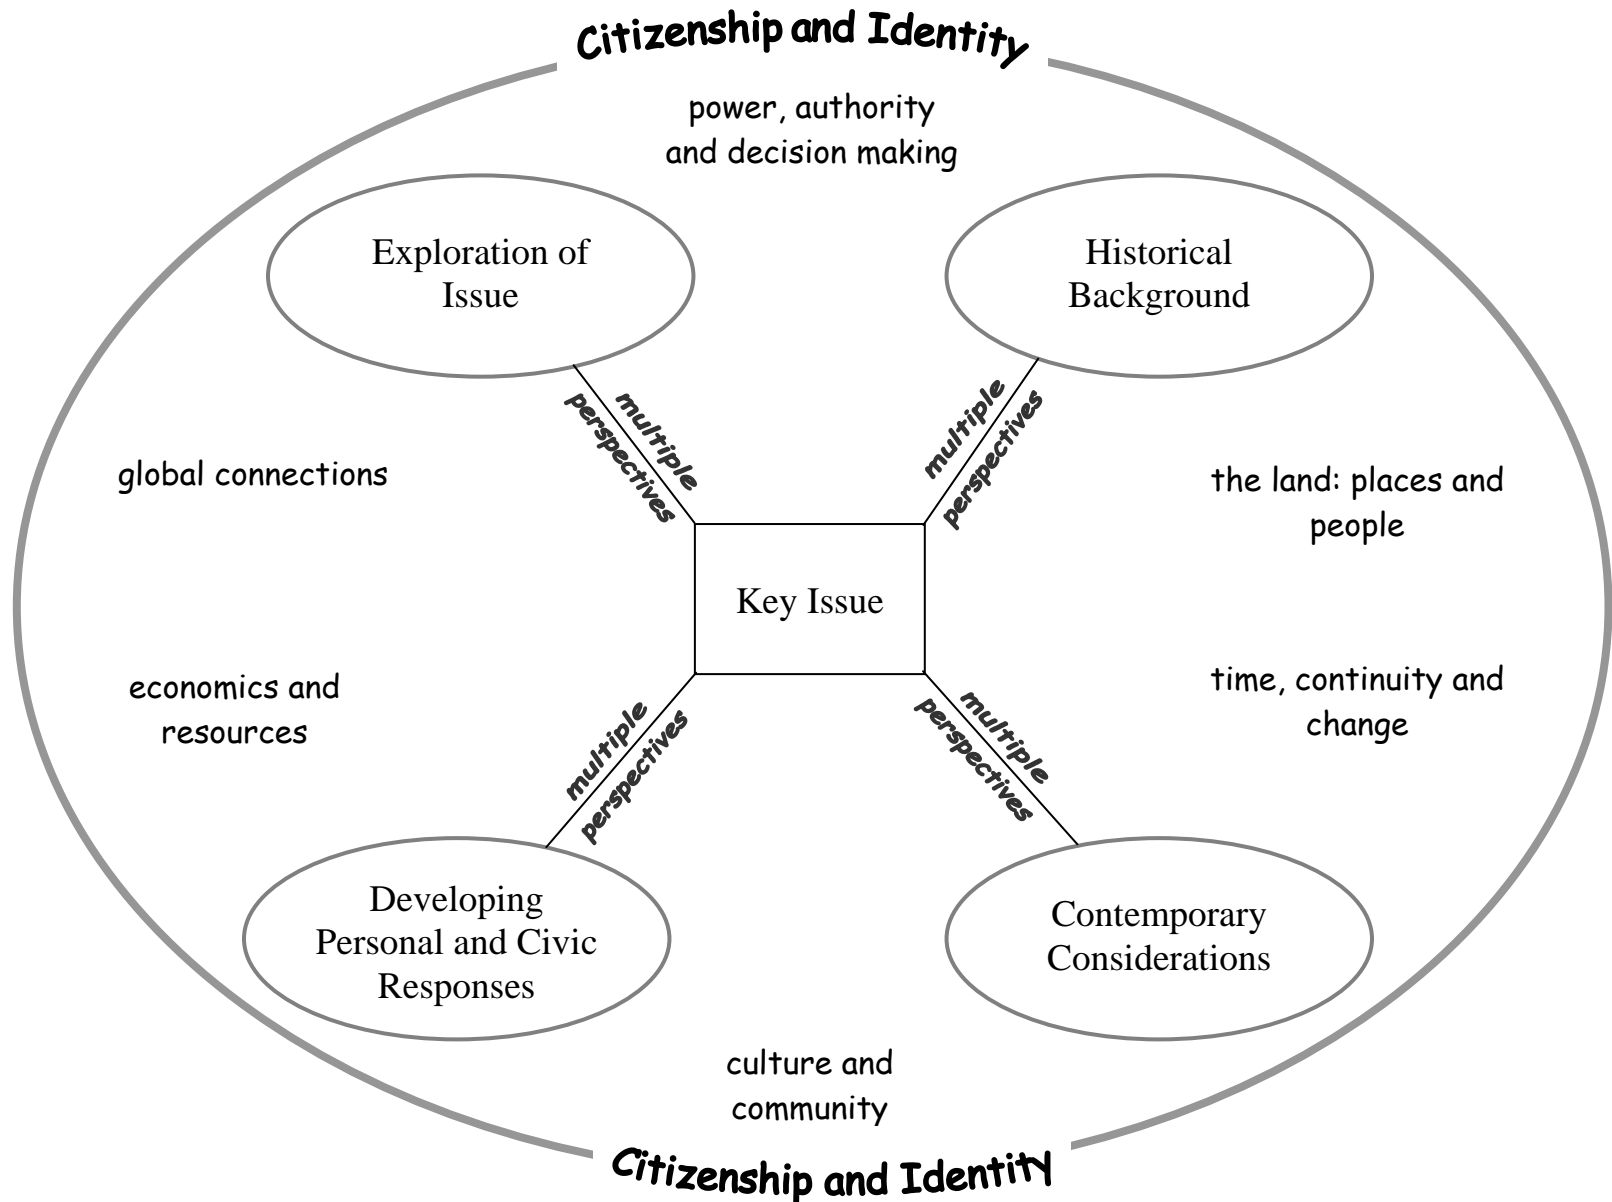 Citizenship and Identity
power, authority
and decision making
Exploration of
Issue
Historical
Background
multiple
perspectives
multiple
perspectives
global connections
the land: places and
people
Key Issue
economics and
resources
time, continuity and
change
multiple
perspectives
multiple
perspectives
Developing
Personal and Civic
Responses
Contemporary
Considerations
culture and
community
Citizenship and Identity